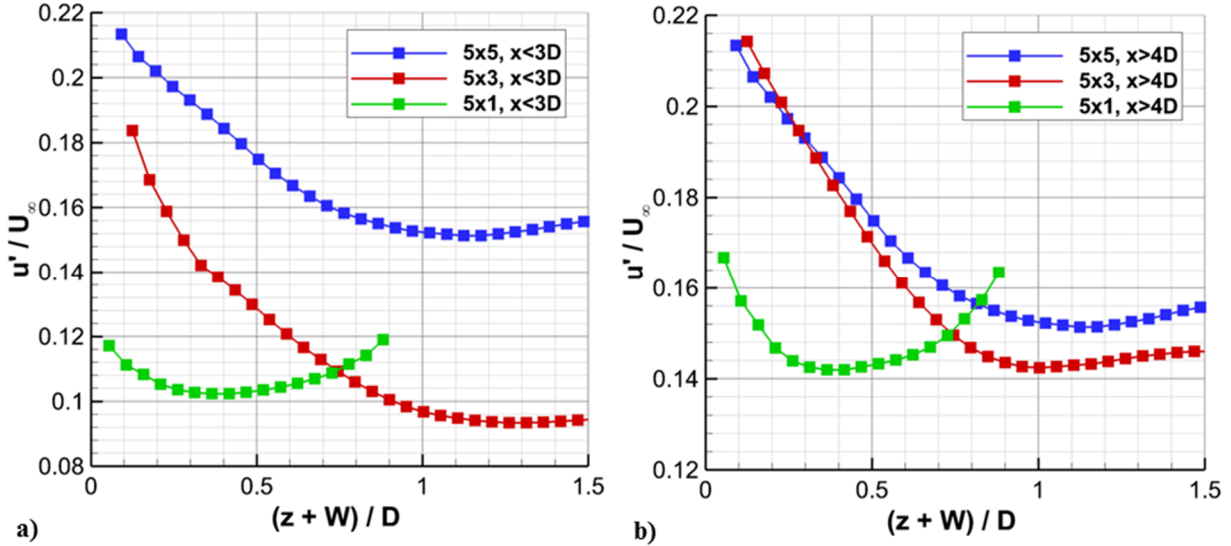 0.22
0.2
0.18
0.16
0.14
0.12
0.1
0.08
u' / U∞
0
0.5
1
1.5
(z + W) / D
5x5, x<3D
5x3, x<3D
5x1, x<3D
a)
0.22
0.2
0.18
0.16
0.14
0.12
u' / U∞
0
0.5
1
1.5
(z + W) / D
5x5, x>4D
5x3, x>4D
5x1, x>4D
b)